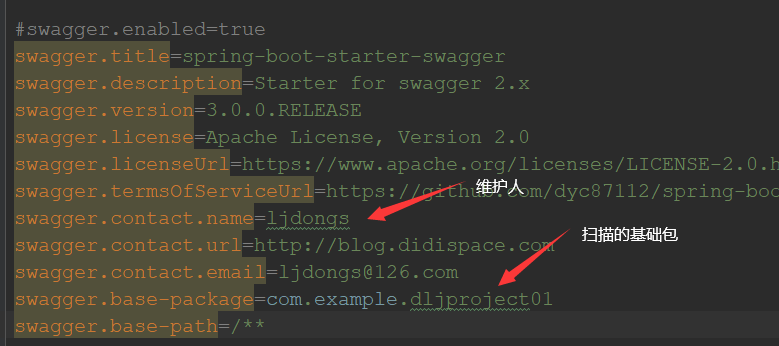 #swagger.enabled=true
swagger.title=spring-boot-starter-swagger
swagger.description=Starter for swagger 2.x
swagger.version=3.0.0.RELEASE
swagger.license=Apache License, Version 2.0
swagger.licenseUrl=https://www.apache.org/licenses/LICENSE-2.0.h
swagger.termsOfServiceUrl=https://github.com/dyc87112/spring-boo
维护人
swagger.contact.name=ljdongs
扫描的基础包
swagger.contact.url=http://blog.didispace.com
swagger.contact.email=ljdongs@126.com
swagger.base-package=com.example.dljproject01
swagger.base-path=/**